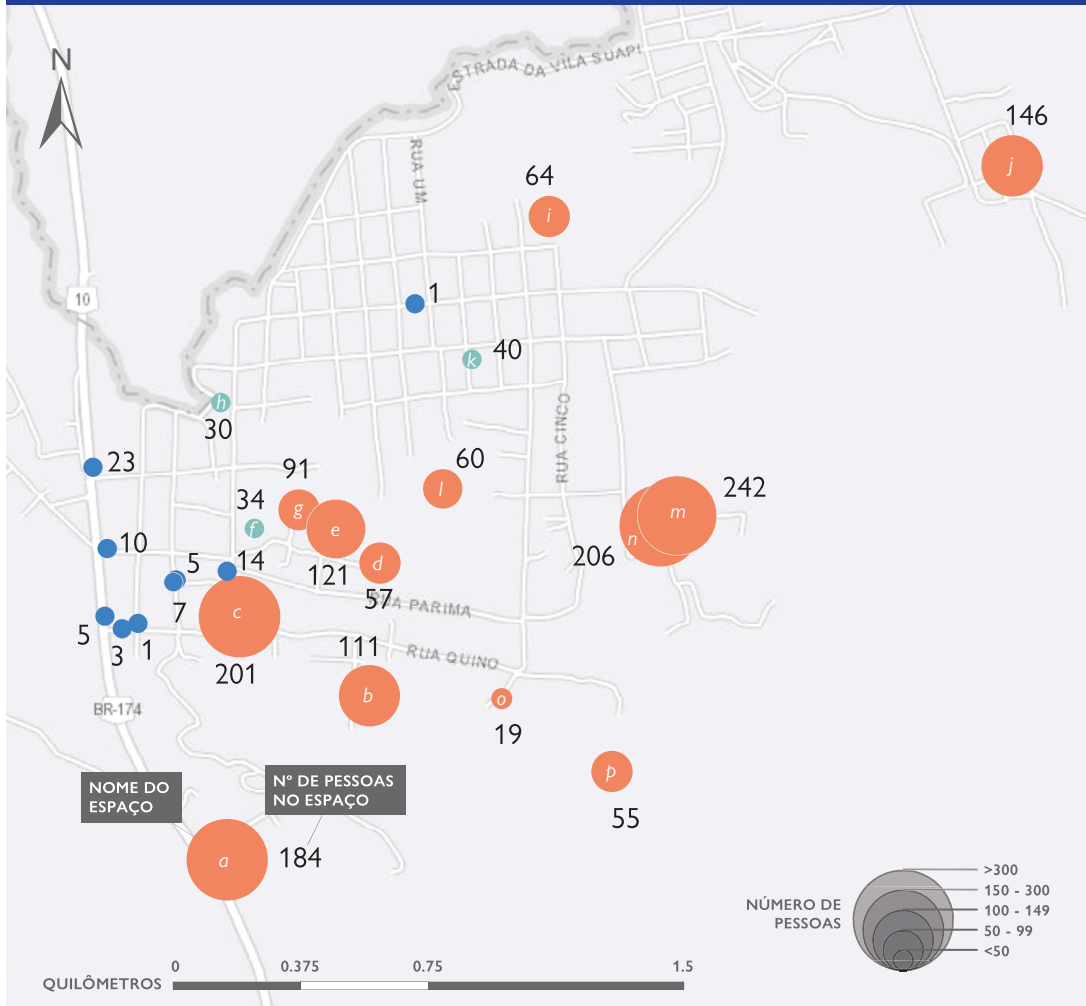 N
ESTRADA DA VILA SUAPI
146
j
RUA UM
64
i
10
1
40
k
h
30
RUA CINCO
23
91
60
34
g
l
242
f
e
m
n
10
14
d
206
5
121
57
7
c
RUA PARIMA
5
3
1
111
201
RUA QUINO
b
o
BR-174
19
p
NOME DO
ESPAÇO
Nº DE PESSOAS
NO ESPAÇO
55
a
184
>300
150 - 300
NÚMERO DE
PESSOAS
100 - 149
50 - 99
<50
0
0.375
0.75
1.5
QUILÔMETROS